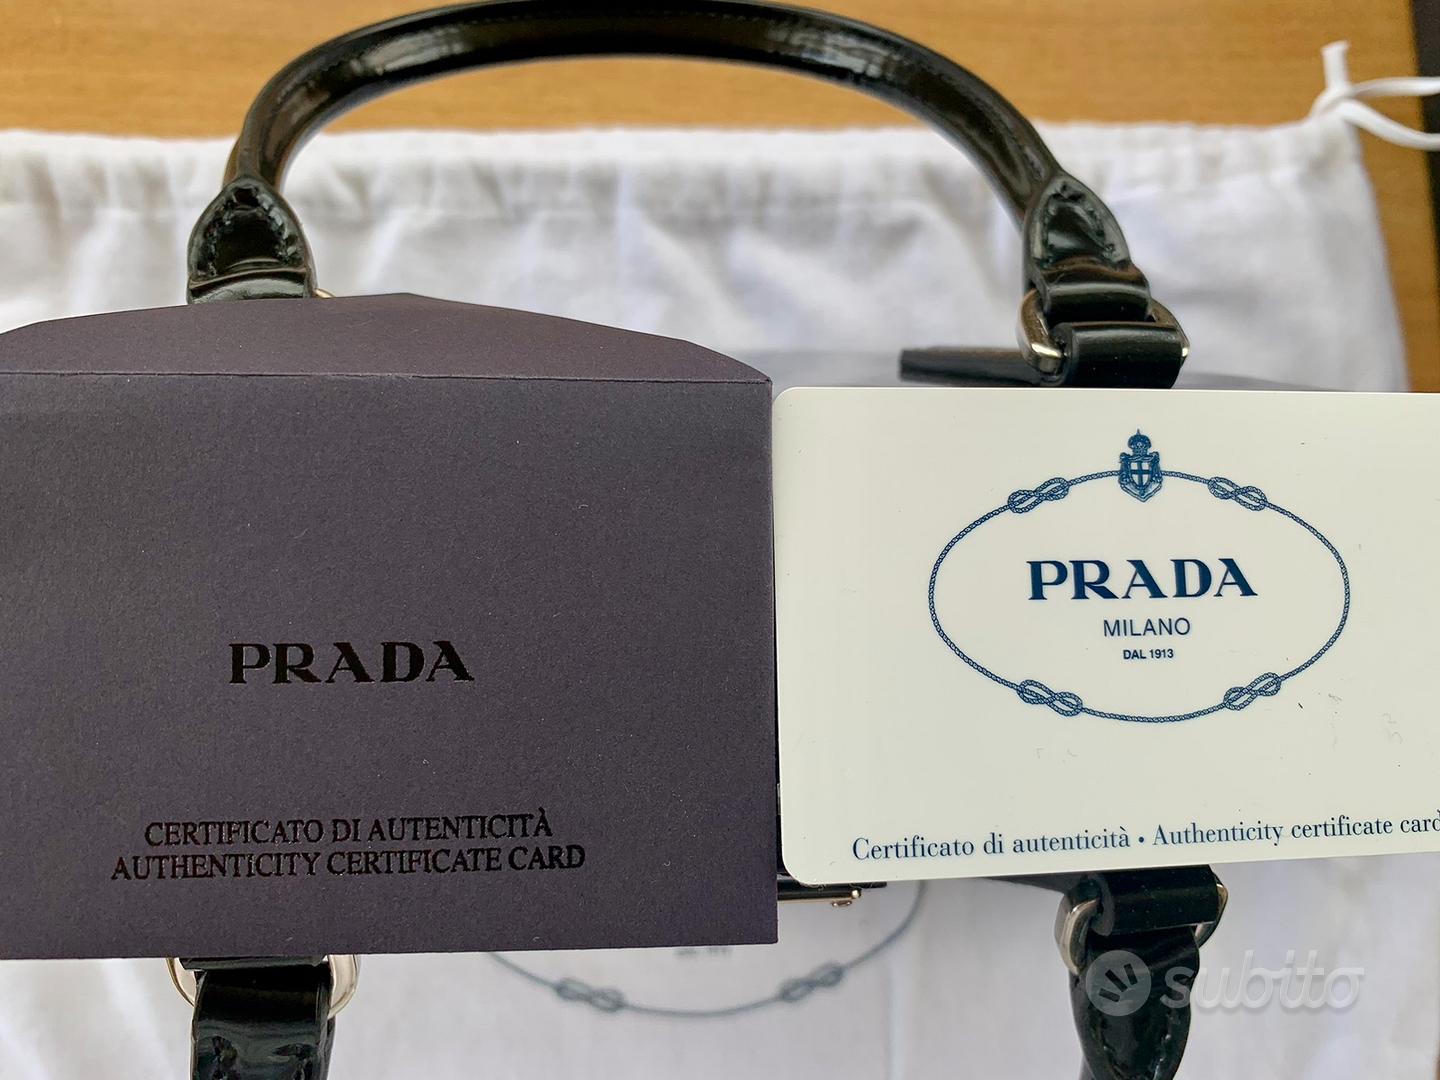 PRADA
CERTIFICATO DI AUTENTICITÀ
AUTHENTICITY CERTIFICATE CARD
PRADA
MILANO
DAL 1913
Certificato di autenticità • Authenticity certificate card
subito